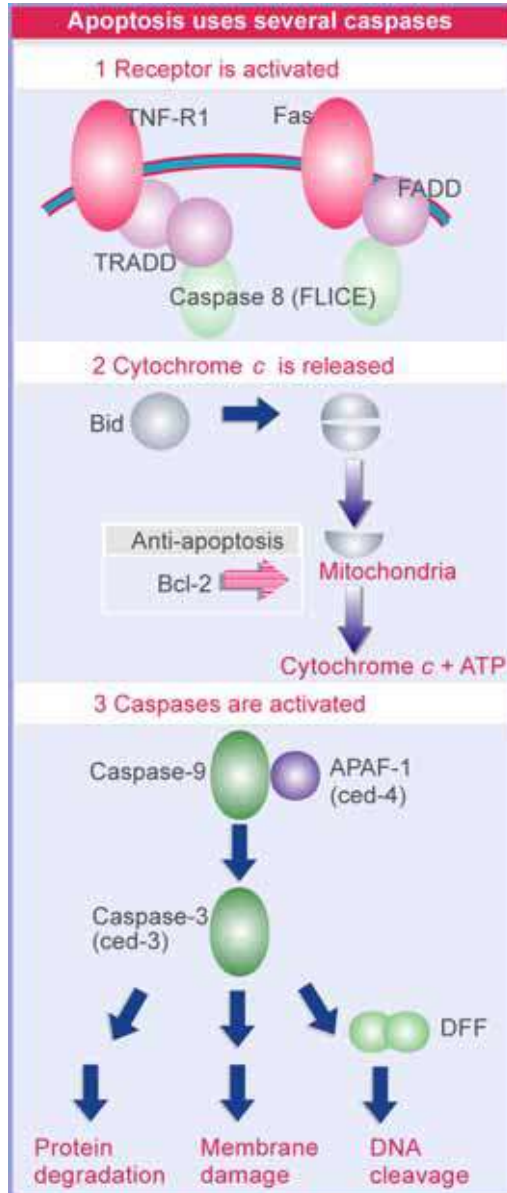 Apoptosis uses several caspases
1 Receptor is activated
TNF-R1
Fas
FADD
TRADD
Caspase 8 (FLICE)
2 Cytochrome c is released
Bid
Anti-apoptosis
Bcl-2
Mitochondria
Cytochrome c + ATP
3 Caspases are activated
Caspase-9
APAF-1
(ced-4)
Caspase-3
(ced-3)
DFF
Protein
degradation
Membrane
damage
DNA
cleavage